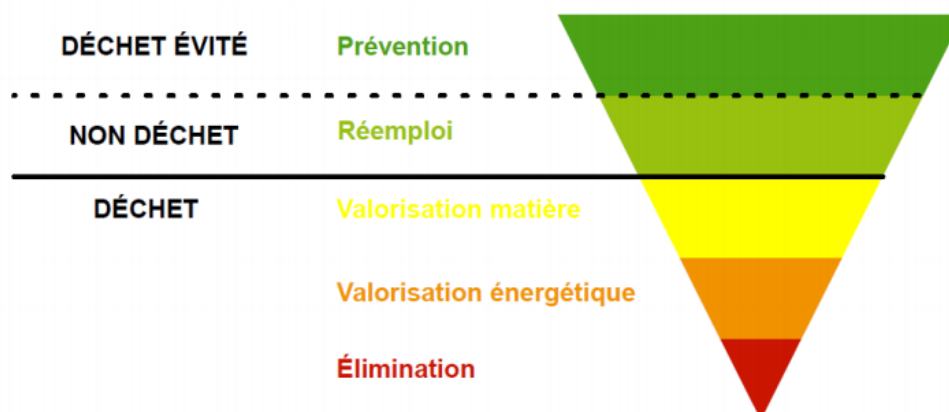 DÉCHET ÉVITÉ Prévention
NON DÉCHET Réemploi
DÉCHET Valorisation matière
Valorisation énergétique
Élimination